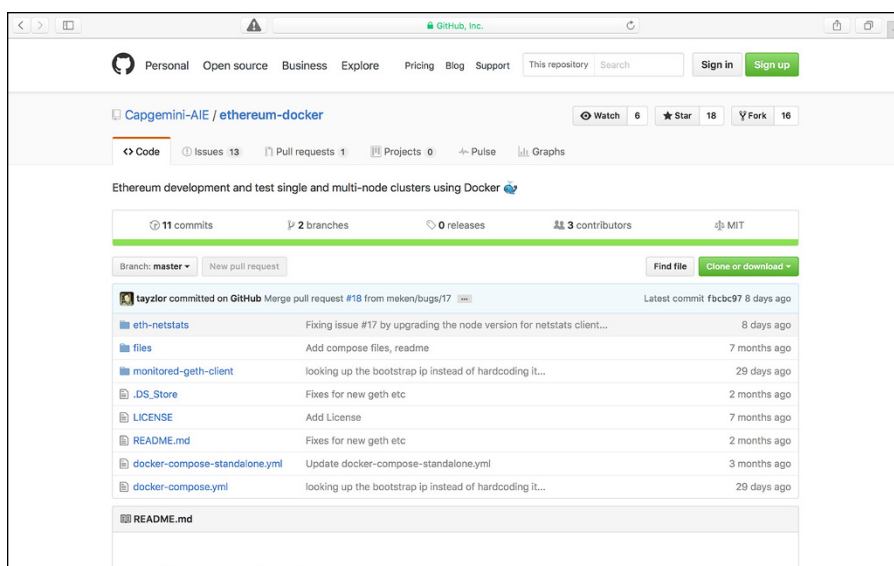 GitHub, Inc.
Personal Open source Business Explore Pricing Blog Support This repository Search Sign in Sign up
Capgemini-AIE / ethereum-docker Watch 6 Star 18 Fork 16
Code Issues 13 Pull requests 1 Projects 0 Pulse Graphs
Ethereum development and test single and multi-node clusters using Docker
11 commits 2 branches 0 releases 3 contributors MIT
Branch: master New pull request Find file Clone or download
tayzlor committed on GitHub Merge pull request #18 from meken/bugs/17 ... Latest commit fbcbc97 8 days ago
eth-netstats Fixing issue #17 by upgrading the node version for netstats client... 8 days ago
files Add compose files, readme 7 months ago
monitored-geth-client looking up the bootstrap ip instead of hardcoding it... 29 days ago
.DS_Store Fixes for new geth etc 2 months ago
LICENSE Add License 7 months ago
README.md Fixes for new geth etc 2 months ago
docker-compose-standalone.yml Update docker-compose-standalone.yml 3 months ago
docker-compose.yml looking up the bootstrap ip instead of hardcoding it... 29 days ago
README.md